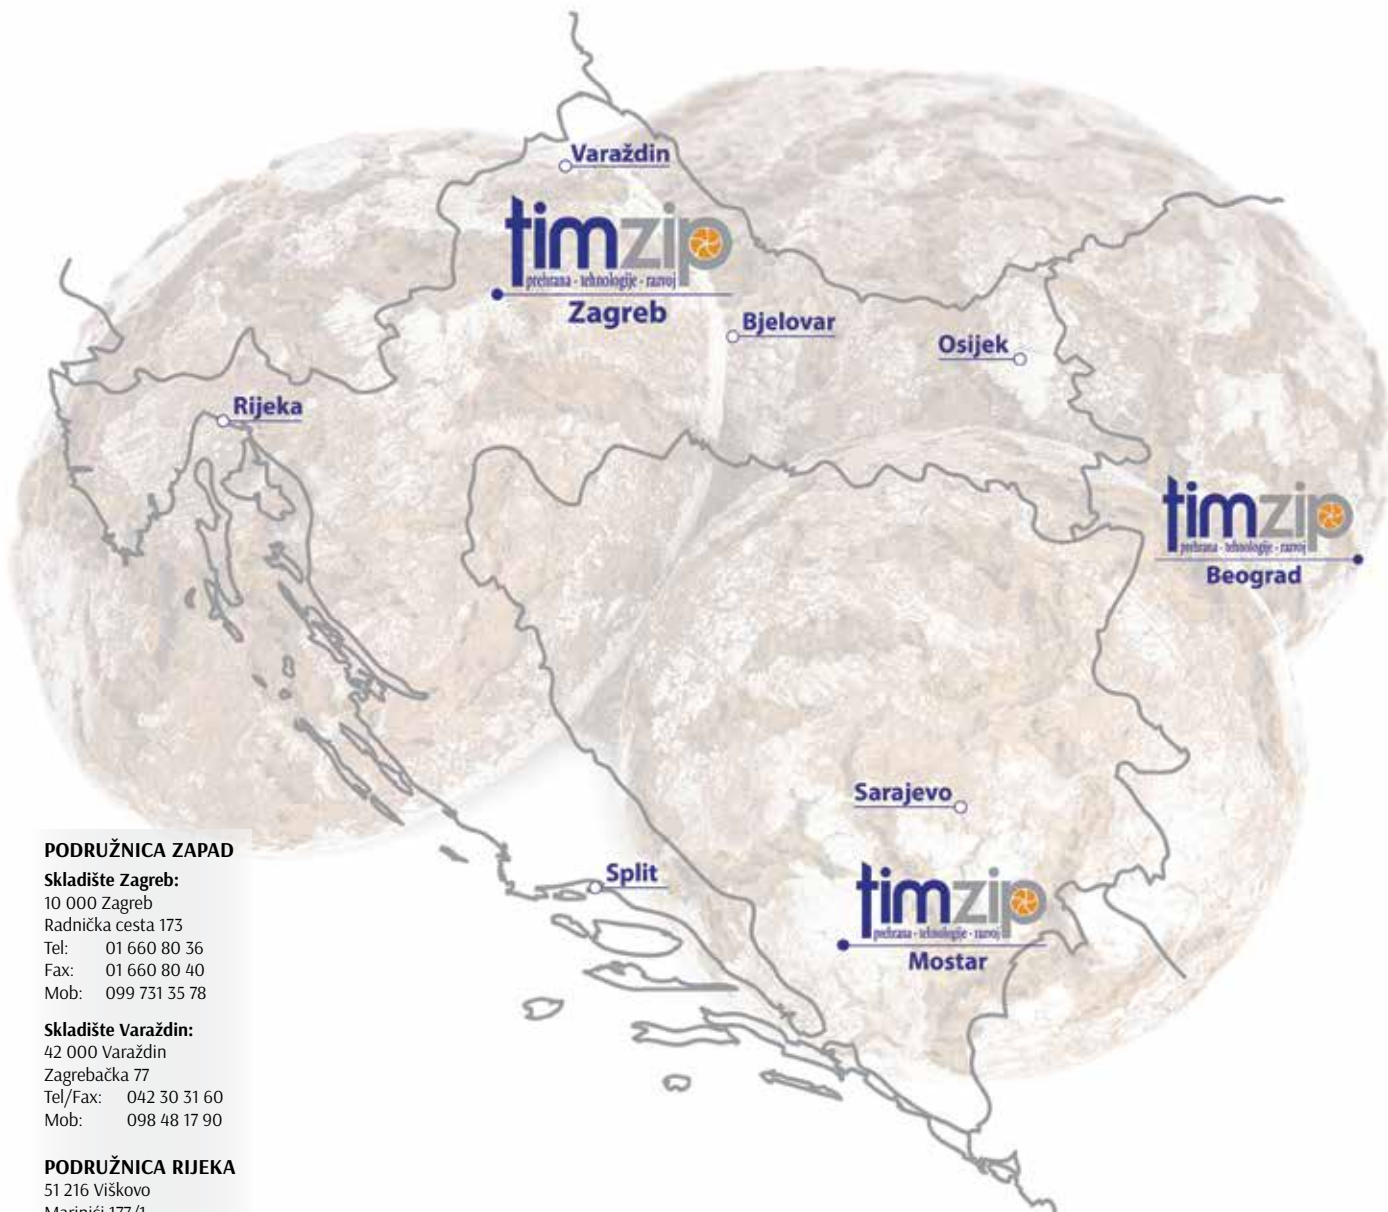 Varaždin
timzip
prehrana - tehnologije - razvoj
Zagreb
Bjelovar
Osijek
Rijeka
timzip
prehrana - tehnologije - razvoj
Beograd
Sarajevo
Split
timzip
prehrana - tehnologije - razvoj
Mostar
PODRUŽNICA ZAPAD
Skladište Zagreb:
10 000 Zagreb
Radnička cesta 173
Tel: 01 660 80 36
Fax: 01 660 80 40
Mob: 099 731 35 78
Skladište Varaždin:
42 000 Varaždin
Zagrebačka 77
Tel/Fax: 042 30 31 60
Mob: 098 48 17 90
PODRUŽNICA RIJEKA
51 216 Viškovo
Marinići 177/1